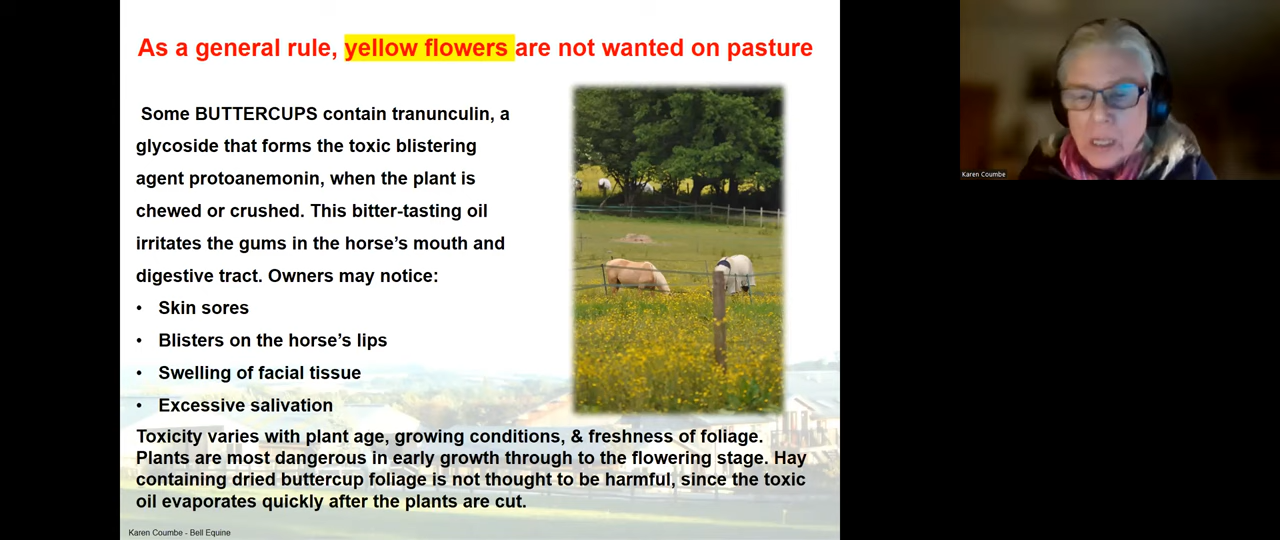 As a general rule, yellow flowers are not wanted on pasture
Some BUTTERCUPS contain tranunculin, a
glycoside that forms the toxic blistering
agent protoanemonin, when the plant is
chewed or crushed. This bitter-tasting oil
irritates the gums in the horse's mouth and
digestive tract. Owners may notice:
• Skin sores
• Blisters on the horse's lips
• Swelling of facial tissue
• Excessive salivation
Toxicity varies with plant age, growing conditions, & freshness of foliage.
Plants are most dangerous in early growth through to the flowering stage. Hay
containing dried buttercup foliage is not thought to be harmful, since the toxic
oil evaporates quickly after the plants are cut.
Karen Coumbe - Bell Equine
Karen Coumbe